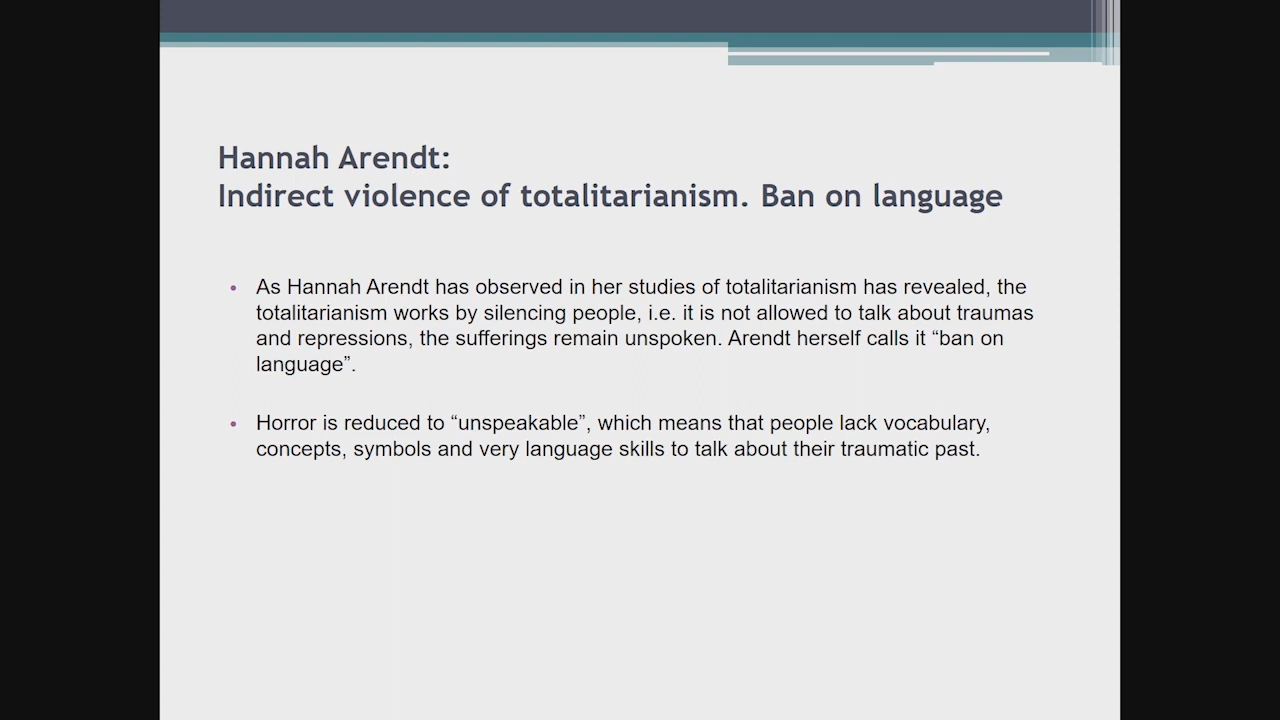 Hannah Arendt:
Indirect violence of totalitarianism. Ban on language
• As Hannah Arendt has observed in her studies of totalitarianism has revealed, the
totalitarianism works by silencing people, i.e. it is not allowed to talk about traumas
and repressions, the sufferings remain unspoken. Arendt herself calls it “ban on
language”.
• Horror is reduced to “unspeakable”, which means that people lack vocabulary,
concepts, symbols and very language skills to talk about their traumatic past.